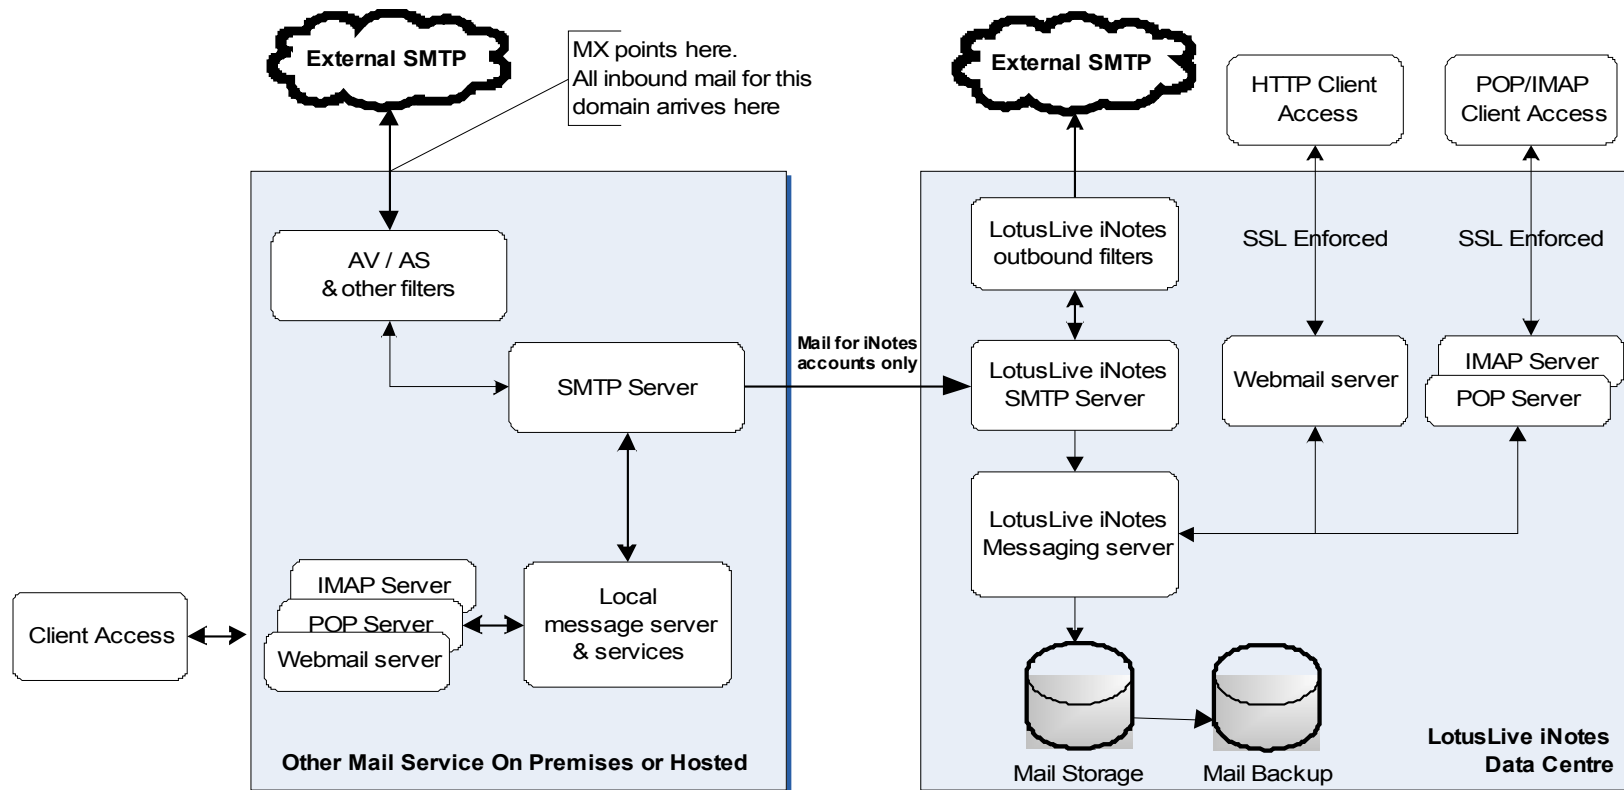 External SMTP
MX points here.
All inbound mail for this
domain arrives here
AV / AS
& other filters
SMTP Server
Local
message server
& services
IMAP Server
POP Server
Webmail server
Client Access
Other Mail Service On Premises or Hosted
Mail for iNotes
accounts only
External SMTP
HTTP Client
Access
POP/IMAP
Client Access
LotusLive iNotes
outbound filters
SSL Enforced
SSL Enforced
LotusLive iNotes
SMTP Server
Webmail server
IMAP Server
POP Server
LotusLive iNotes
Messaging server
Mail Storage
Mail Backup
LotusLive iNotes
Data Centre